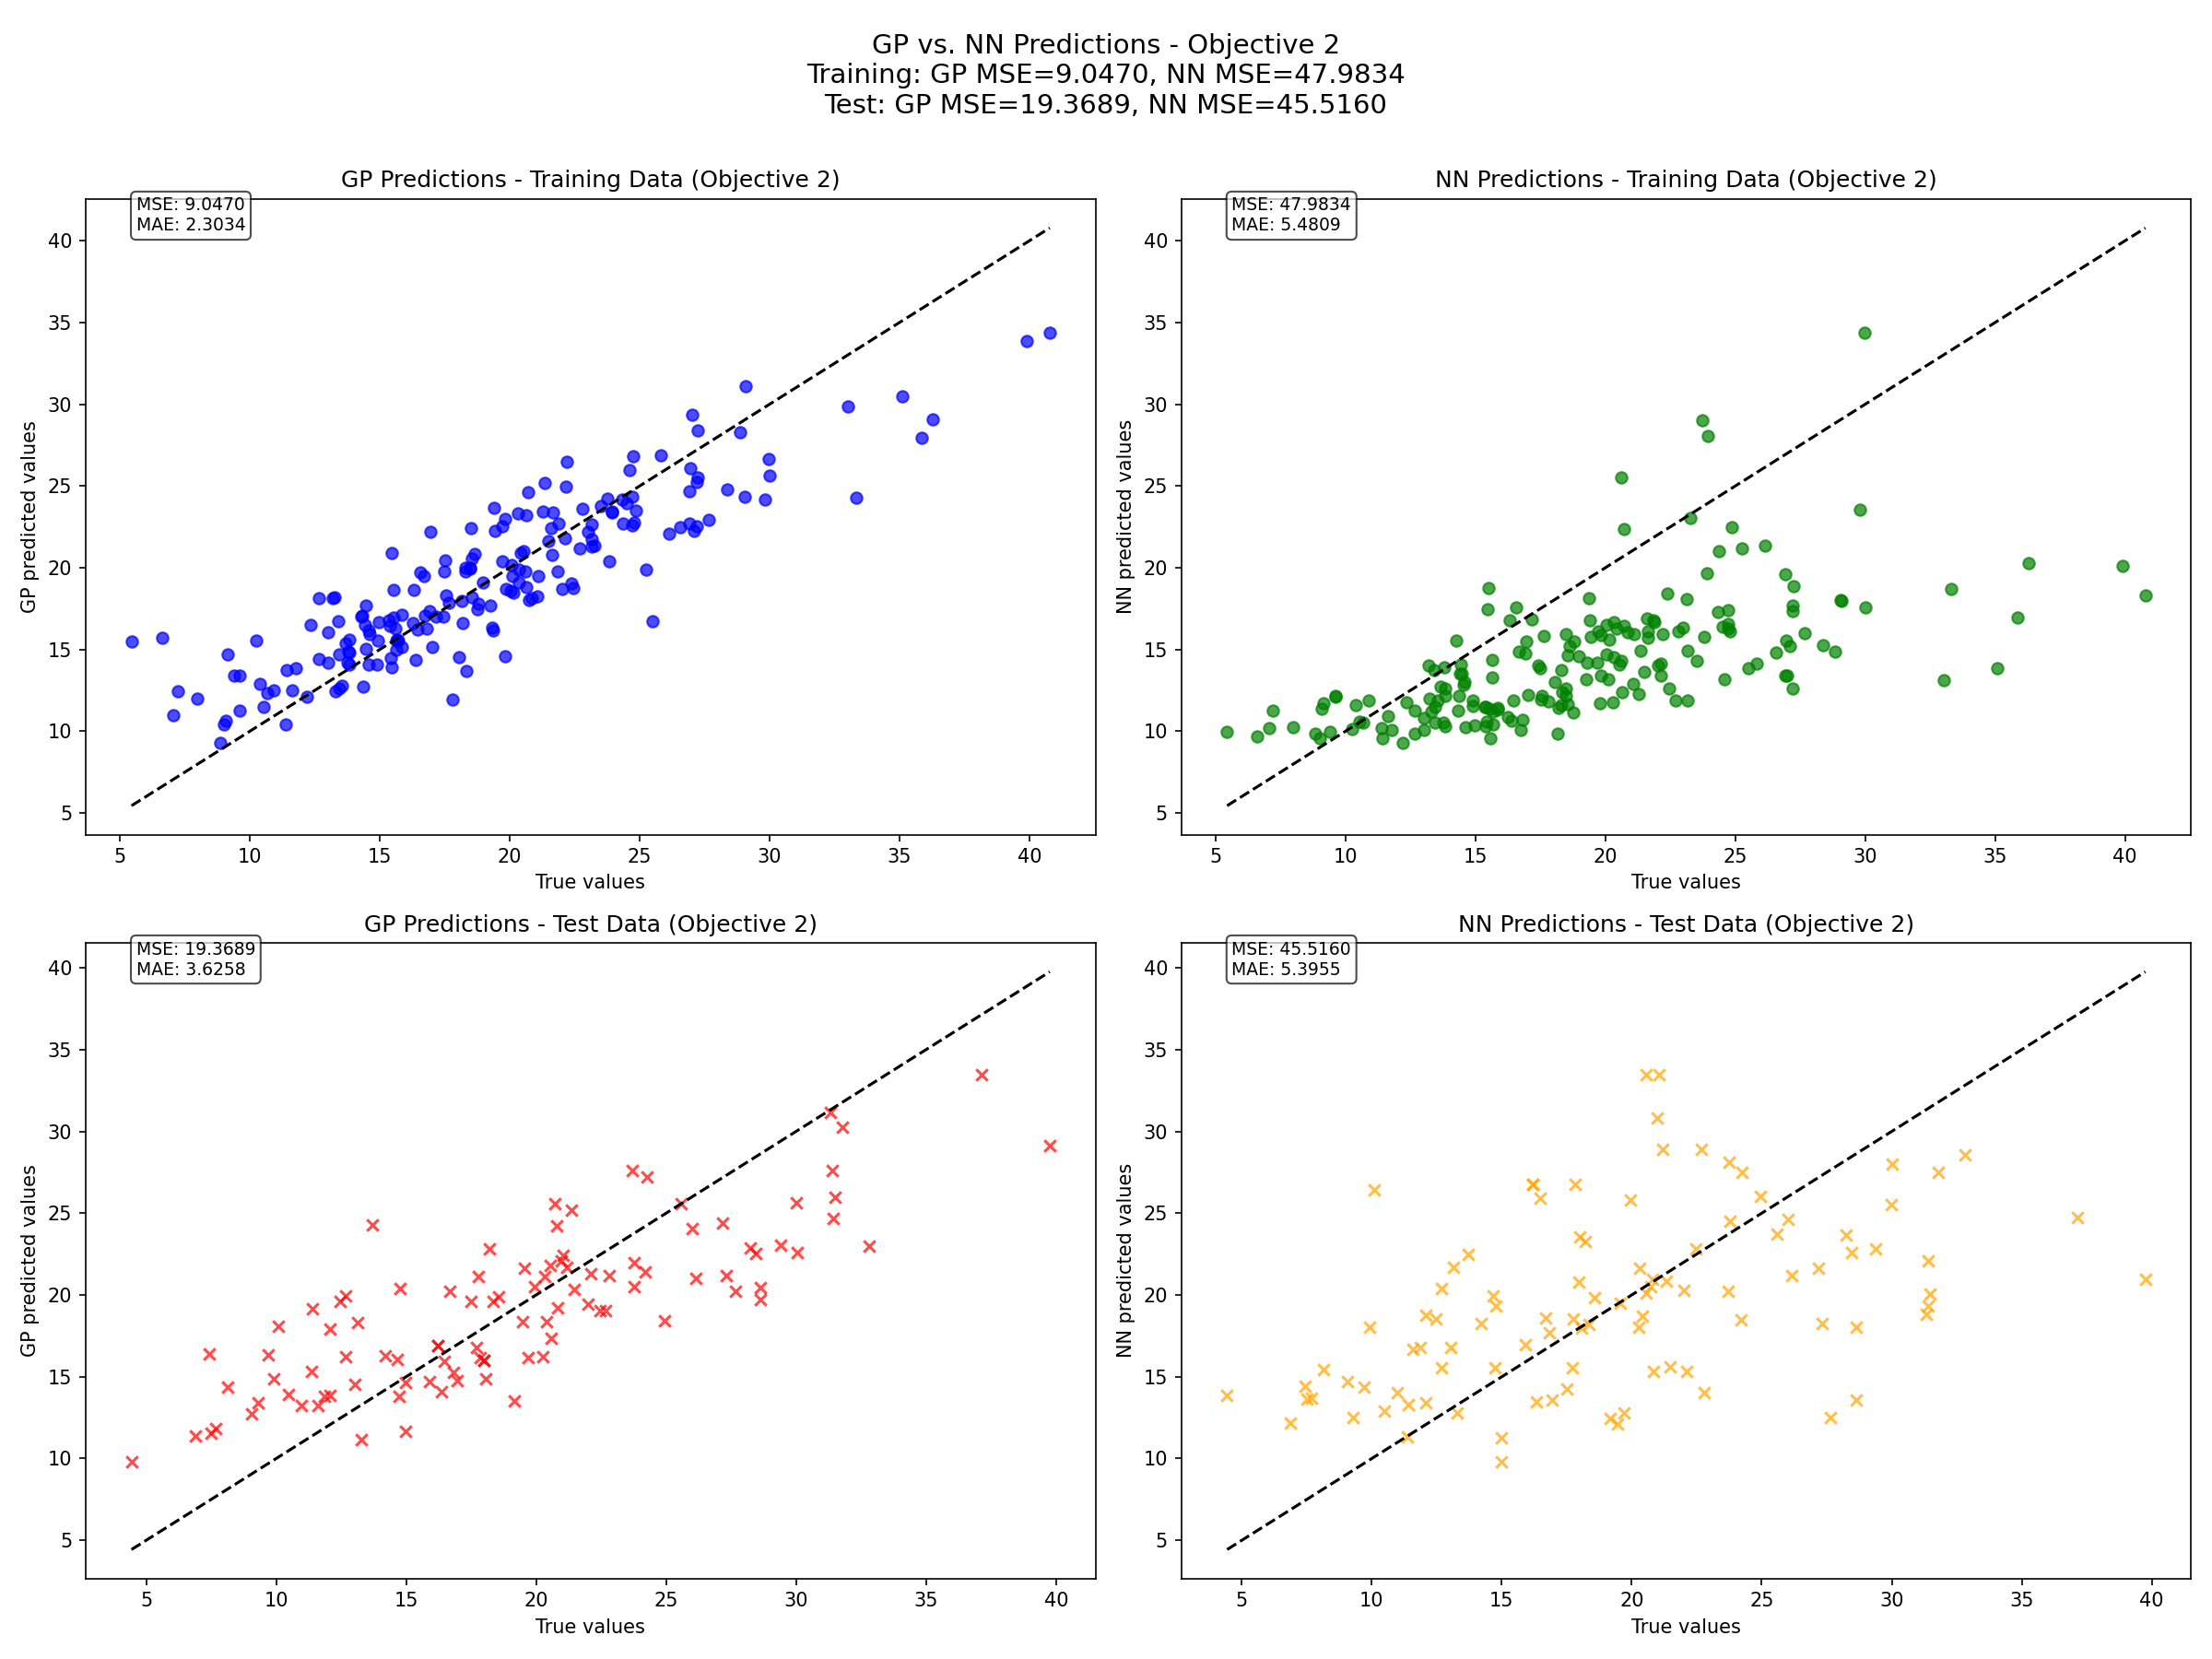 GP vs. NN Predictions - Objective 2
Training: GP MSE=9.0470, NN MSE=47.9834
Test: GP MSE=19.3689, NN MSE=45.5160
GP Predictions - Training Data (Objective 2)
MSE: 9.0470
MAE: 2.3034
GP predicted values
40
35
30
25
20
15
10
5
5 10 15 20 25 30 35 40
True values
NN Predictions - Training Data (Objective 2)
MSE: 47.9834
MAE: 5.4809
NN predicted values
40
35
30
25
20
15
10
5
5 10 15 20 25 30 35 40
True values
GP Predictions - Test Data (Objective 2)
MSE: 19.3689
MAE: 3.6258
GP predicted values
40
35
30
25
20
15
10
5
5 10 15 20 25 30 35 40
True values
NN Predictions - Test Data (Objective 2)
MSE: 45.5160
MAE: 5.3955
NN predicted values
40
35
30
25
20
15
10
5
5 10 15 20 25 30 35 40
True values